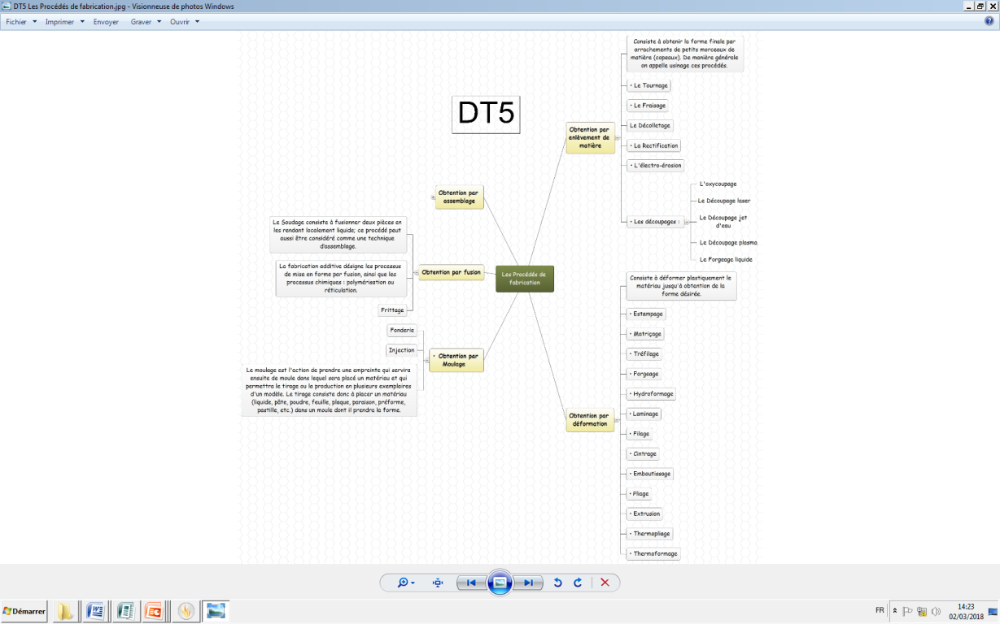 DT5 Les Procédés de fabrication.jpg - Visionneuse de photos Windows
Fichier
Imprimer
Envoyer
Graver
Ouvrir
DT5
Les Procédés de
fabrication
Obtention par
enlèvement de
matière
Consiste à obtenir la forme finale par
arrachements de petits morceaux de
matière (copeaux). De manière générale
on appelle usinage ces procédés.
• Le Tournage
• Le Fraisage
Le Décolletage
• La Rectification
• L'électro-érosion
• Les découpages :
L'oxycoupage
Le Découpage laser
Le Découpage jet
d'eau
Le Découpage plasma
Le Forgeage liquide
Obtention par
déformation
Consiste à déformer plastiquement le
matériau jusqu'à obtention de la
forme désirée.
• Estampage
• Matriçage
• Tréfilage
• Forgeage
• Hydroformage
• Laminage
• Filage
• Cintrage
• Emboutissage
• Pliage
• Extrusion
• Thermopliage
• Thermoformage
Obtention par
assemblage
Obtention par fusion
Le Soudage consiste à fusionner deux pièces en
les rendant localement liquide; ce procédé peut
aussi être considéré comme une technique
d'assemblage.
La fabrication additive désigne les processus
de mise en forme par fusion, ainsi que les
processus chimiques : polymérisation ou
réticulation.
Frittage
• Obtention par
Moulage
Fonderie
Injection
Le moulage est l'action de prendre une empreinte qui servira
ensuite de moule dans lequel sera placé un matériau et qui
permettra le tirage ou la production en plusieurs exemplaires
d'un modèle. Le tirage consiste donc à placer un matériau
(liquide, pâte, poudre, feuille, plaque, paraison, préforme,
pastille, etc.) dans un moule dont il prendra la forme.
Démarrer
FR
14:23
02/03/2018